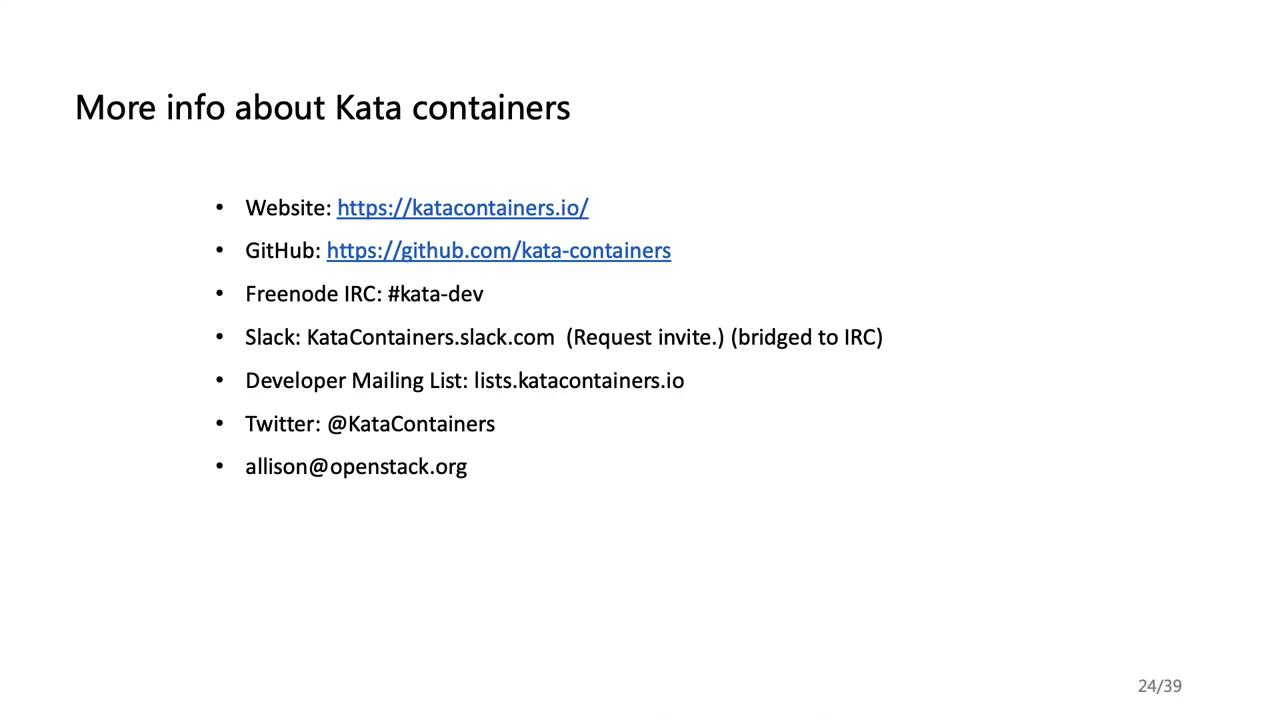 More info about Kata containers
• Website: https://katacontainers.io/
• GitHub: https://github.com/kata-containers
• Freenode IRC: #kata-dev
• Slack: KataContainers.slack.com (Request invite.) (bridged to IRC)
• Developer Mailing List: lists.katacontainers.io
• Twitter: @KataContainers
• allison@openstack.org
24/39